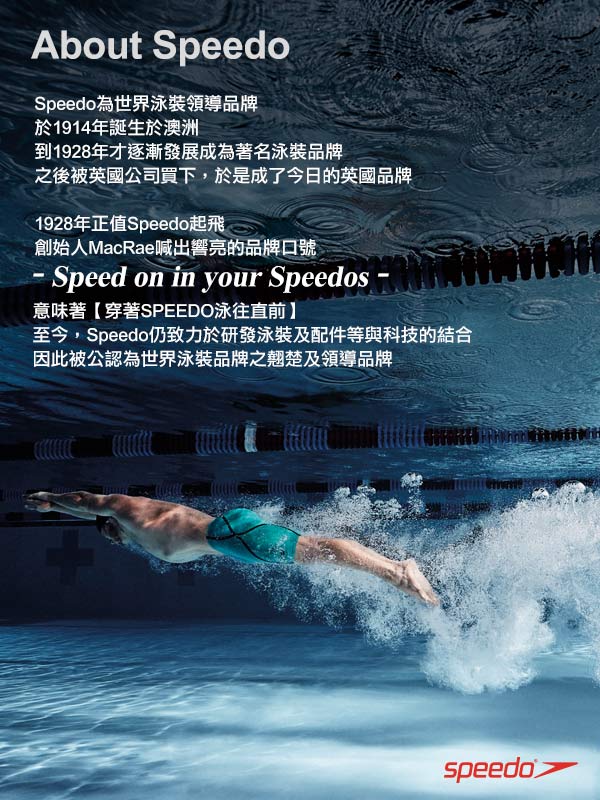 About Speedo
Speedo為世界泳裝領導品牌
於1914年誕生於澳洲
到1928年才逐漸發展成為著名泳裝品牌
之後被英國公司買下，於是成了今日的英國品牌
1928年正值Speedo起飛
創始人MacRae喊出響亮的品牌口號
- Speed on in your Speedos -
意味著【穿著SPEEDO泳往直前】
至今，Speedo仍致力於研發泳裝及配件等與科技的結合
因此被公認為世界泳裝品牌之翹楚及領導品牌
speedo